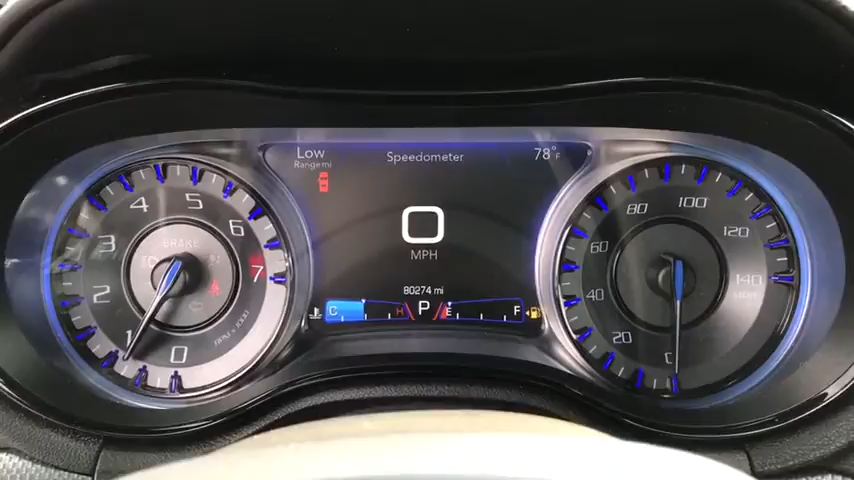 Low
Range mi
Speedometer
78°F
0
MPH
80274 mi
C
H
P
E
F
BRAKE
0
1
2
3
4
5
6
7
RPM x 1000
0
20
40
60
80
100
120
140